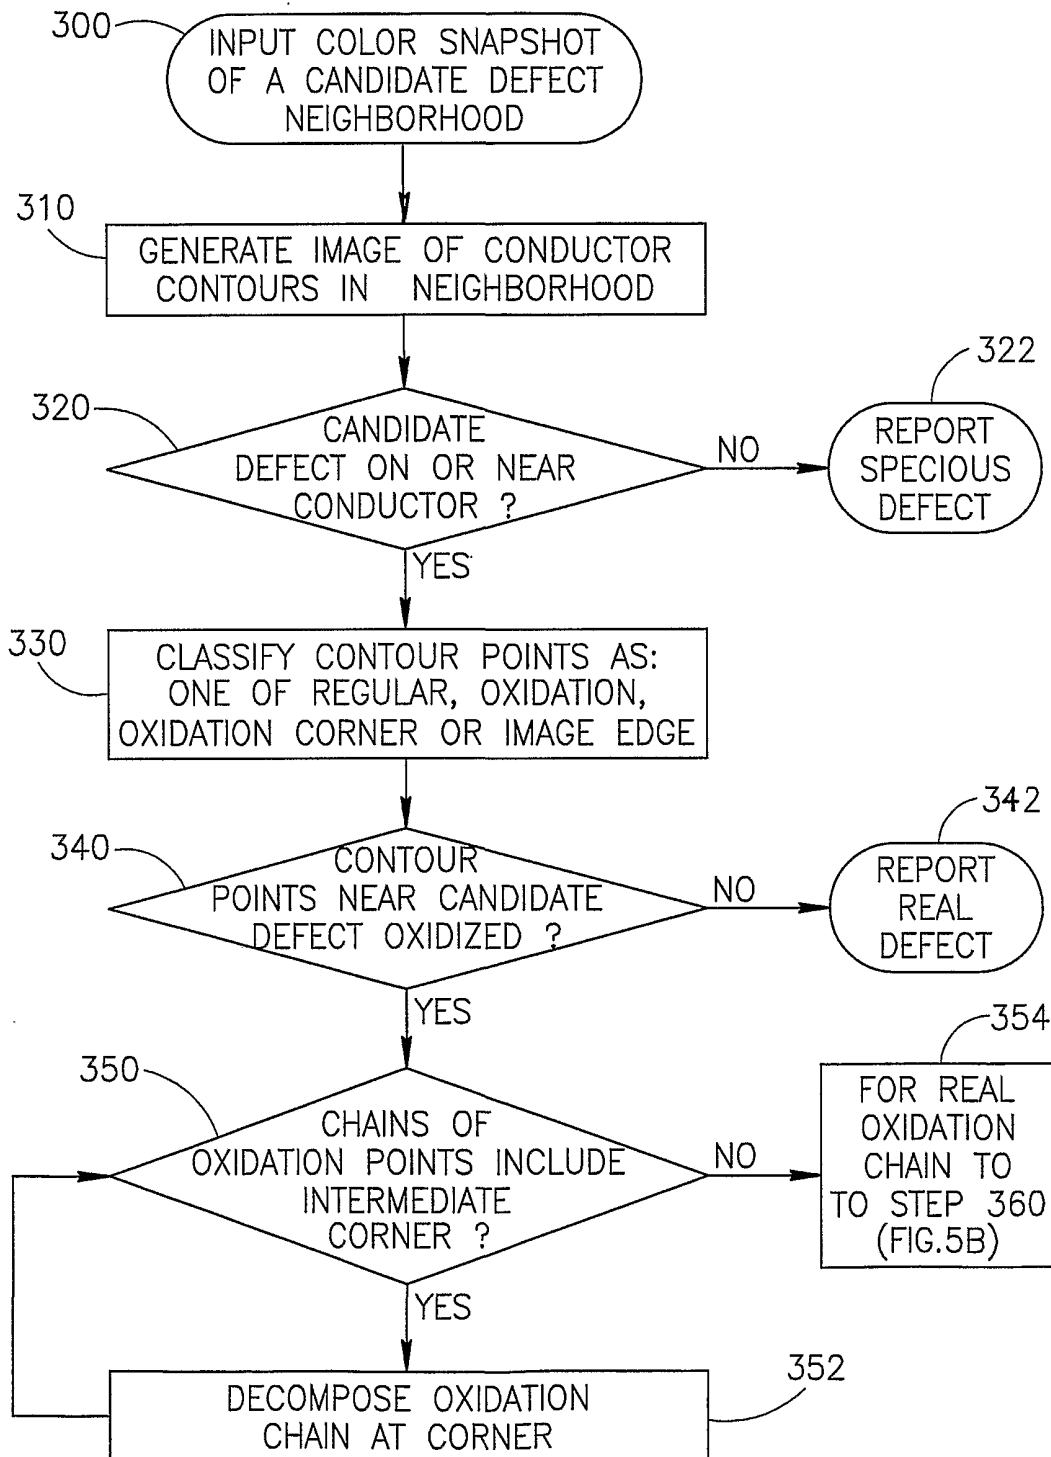 300
INPUT COLOR SNAPSHOT
OF A CANDIDATE DEFECT
NEIGHBORHOOD
310
GENERATE IMAGE OF CONDUCTOR
CONTOURS IN NEIGHBORHOOD
320
CANDIDATE
DEFECT ON OR NEAR
CONDUCTOR ?
NO
322
REPORT
SPECIOUS
DEFECT
YES
330
CLASSIFY CONTOUR POINTS AS:
ONE OF REGULAR, OXIDATION,
OXIDATION CORNER OR IMAGE EDGE
340
CONTOUR
POINTS NEAR CANDIDATE
DEFECT OXIDIZED ?
NO
342
REPORT
REAL
DEFECT
YES
350
CHAINS OF
OXIDATION POINTS INCLUDE
INTERMEDIATE
CORNER ?
NO
354
FOR REAL
OXIDATION
CHAIN TO
TO STEP 360
(FIG.5B)
YES
352
DECOMPOSE OXIDATION
CHAIN AT CORNER